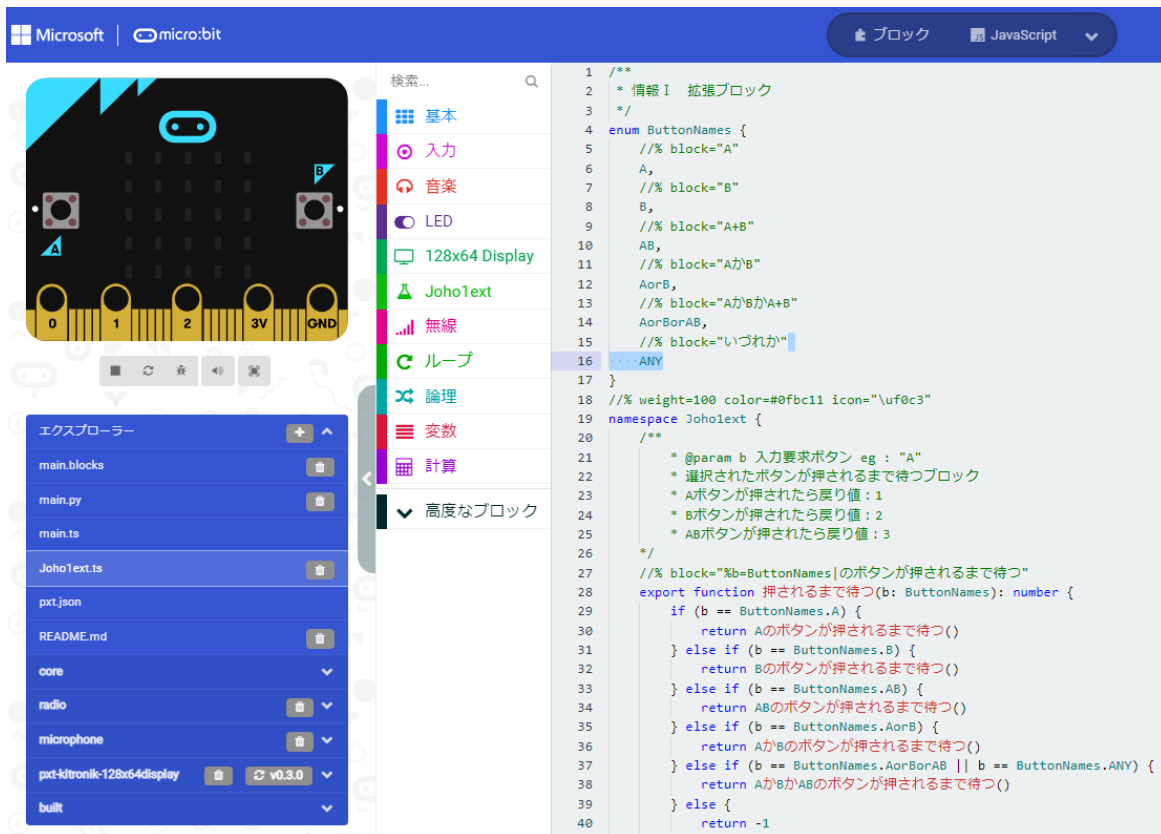 Microsoft | micro:bit
ブロック
JS JavaScript
B
A
0 1 2 3V GND
エクスプローラー
main.blocks
main.py
main.ts
Joho1ext.ts
pxt.json
README.md
core
radio
microphone
pxt-kitronik-128x64display v0.3.0
built
検索...
基本
入力
音楽
LED
128x64 Display
Joho1ext
無線
ループ
論理
変数
計算
高度なブロック
1 /**
2 * 情報Ⅰ　拡張ブロック
3 */
4 enum ButtonNames {
5 //% block="A"
6 A,
7 //% block="B"
8 B,
9 //% block="A+B"
10 AB,
11 //% block="AかB"
12 AorB,
13 //% block="AかBかA+B"
14 AorBorAB,
15 //% block="いづれか"
16 ····ANY
17 }
18 //% weight=100 color=#0fbc11 icon="\uf0c3"
19 namespace Joho1ext {
20 /**
21 * @param b 入力要求ボタン eg : "A"
22 * 選択されたボタンが押されるまで待つブロック
23 * Aボタンが押されたら戻り値：1
24 * Bボタンが押されたら戻り値：2
25 * ABボタンが押されたら戻り値：3
26 */
27 //% block="%b=ButtonNames|のボタンが押されるまで待つ"
28 export function 押されるまで待つ(b: ButtonNames): number {
29 if (b == ButtonNames.A) {
30 return Aのボタンが押されるまで待つ()
31 } else if (b == ButtonNames.B) {
32 return Bのボタンが押されるまで待つ()
33 } else if (b == ButtonNames.AB) {
34 return ABのボタンが押されるまで待つ()
35 } else if (b == ButtonNames.AorB) {
36 return AかBのボタンが押されるまで待つ()
37 } else if (b == ButtonNames.AorBorAB || b == ButtonNames.ANY) {
38 return AかBかABのボタンが押されるまで待つ()
39 } else {
40 return -1